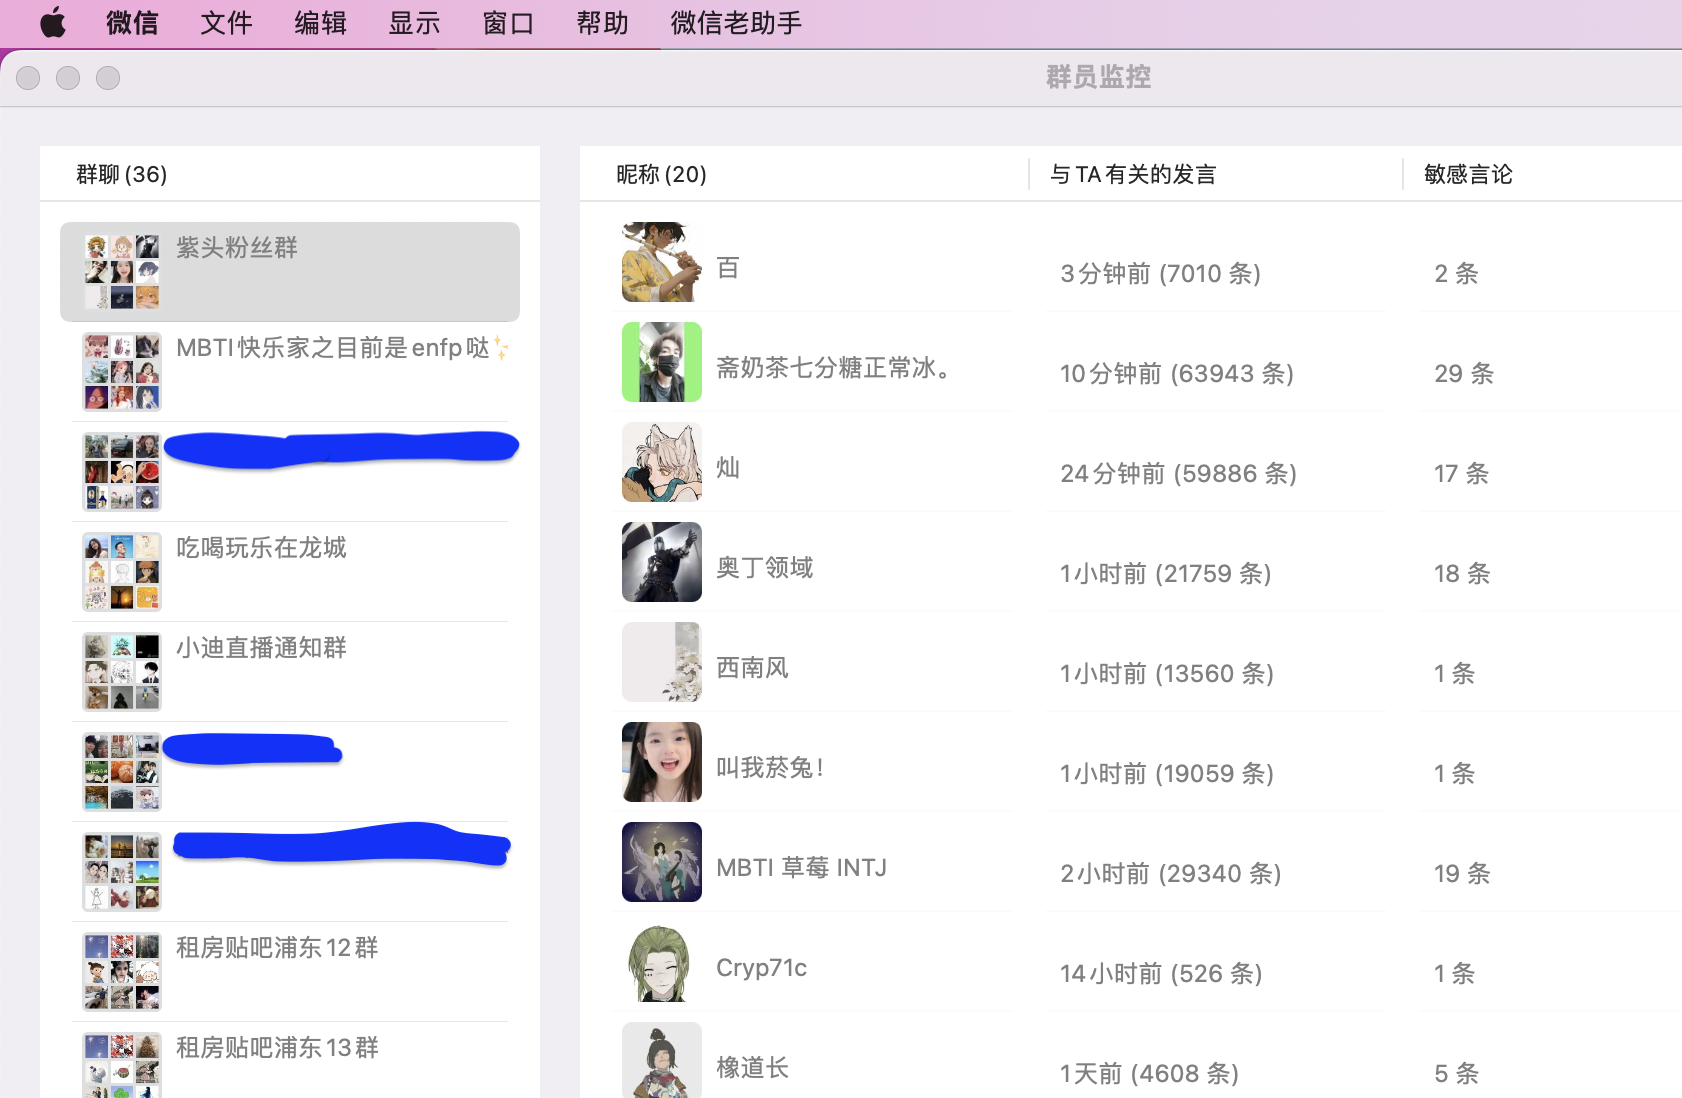 微信 文件 编辑 显示 窗口 帮助 微信老助手
群员监控
群聊 (36)
紫头粉丝群
MBTI快乐家之目前是enfp哒✨
吃喝玩乐在龙城
小迪直播通知群
租房贴吧浦东12群
租房贴吧浦东13群
昵称 (20) 与TA有关的发言 敏感言论
百 3分钟前 (7010 条) 2 条
斋奶茶七分糖正常冰。 10分钟前 (63943 条) 29 条
灿 24分钟前 (59886 条) 17 条
奥丁领域 1小时前 (21759 条) 18 条
西南风 1小时前 (13560 条) 1 条
叫我菸兔！ 1小时前 (19059 条) 1 条
MBTI 草莓 INTJ 2小时前 (29340 条) 19 条
Cryp71c 14小时前 (526 条) 1 条
橡道长 1天前 (4608 条) 5 条